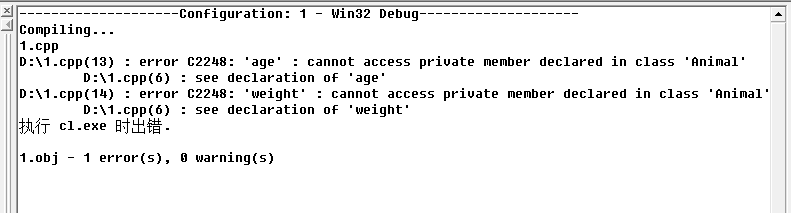 --------------------Configuration: 1 - Win32 Debug--------------------
Compiling...
1.cpp
D:\1.cpp(13) : error C2248: 'age' : cannot access private member declared in class 'Animal'
        D:\1.cpp(6) : see declaration of 'age'
D:\1.cpp(14) : error C2248: 'weight' : cannot access private member declared in class 'Animal'
        D:\1.cpp(6) : see declaration of 'weight'
执行 cl.exe 时出错.
1.obj - 1 error(s), 0 warning(s)